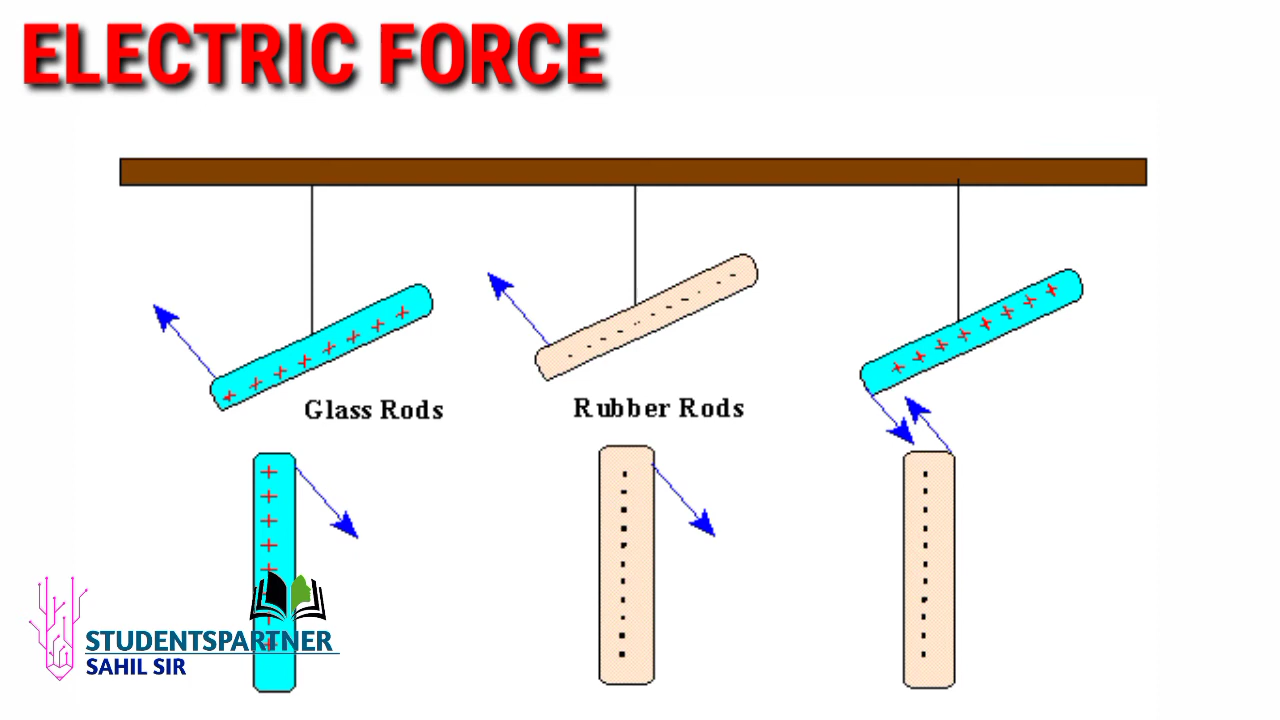 ELECTRIC FORCE
Glass Rods
Rubber Rods
STUDENTSPARTNER
SAHIL SIR